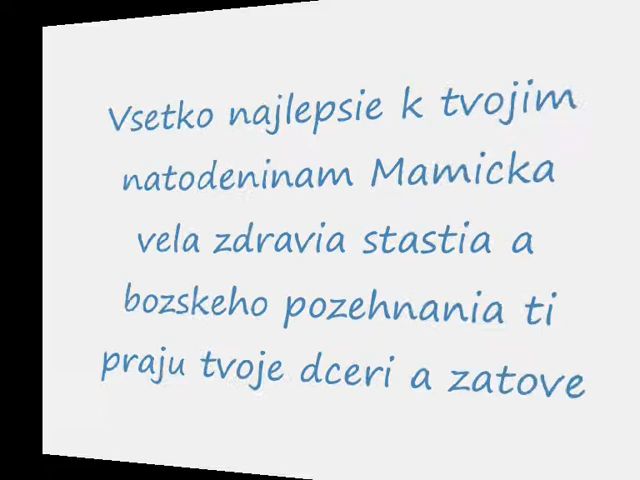 Vsetko najlepsie k tvojim
natodeninam Mamicka
vela zdravia stastia a
bozskeho pozehnania ti
praju tvoje dceri a zatove